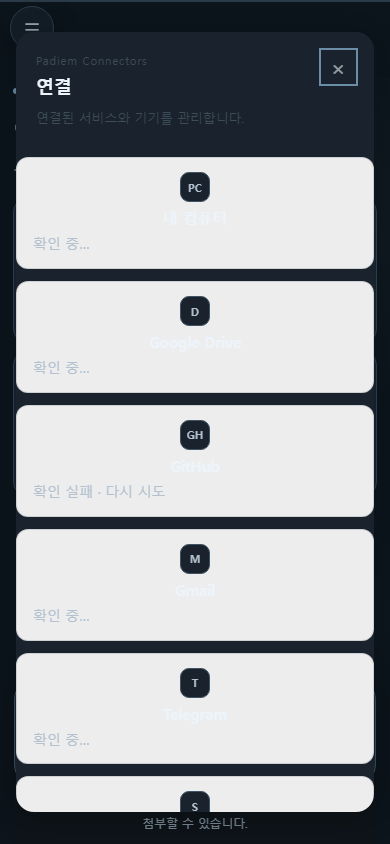 Padiem Connectors
연결
×
연결된 서비스와 기기를 관리합니다.
PC
내 컴퓨터
확인 중...
D
Google Drive
확인 중...
GH
GitHub
확인 실패 · 다시 시도
M
Gmail
확인 중...
T
Telegram
확인 중...
S
첨부할 수 있습니다.